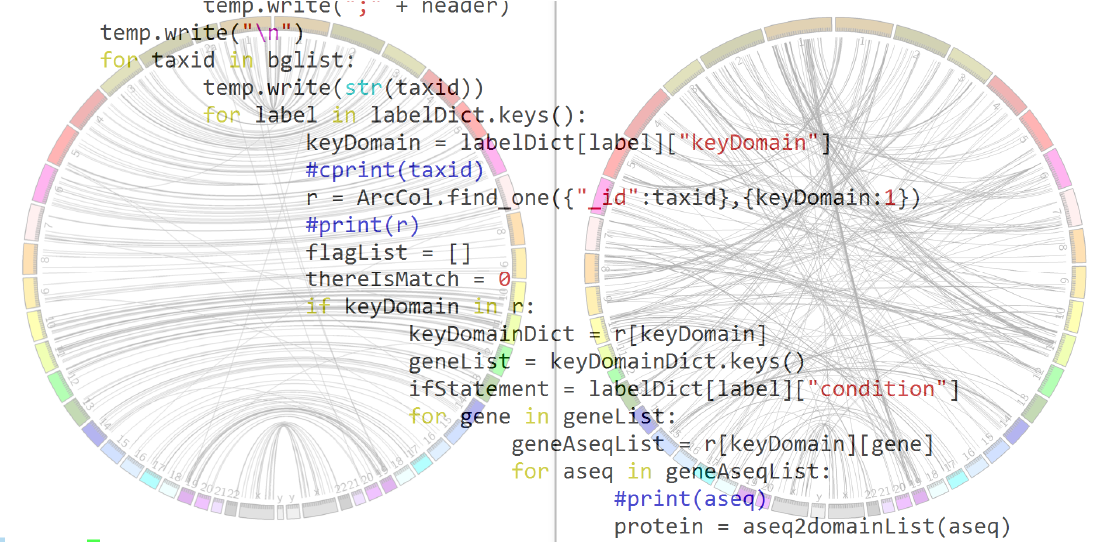 temp.write(";" + header)
temp.write("\n")
for taxid in bglist:
temp.write(str(taxid))
for label in labelDict.keys():
keyDomain = labelDict[label]["keyDomain"]
#cprint(taxid)
r = ArcCol.find_one({"_id":taxid},{keyDomain:1})
#print(r)
flagList = []
thereIsMatch = 0
if keyDomain in r:
keyDomainDict = r[keyDomain]
geneList = keyDomainDict.keys()
ifStatement = labelDict[label]["condition"]
for gene in geneList:
geneAseqList = r[keyDomain][gene]
for aseq in geneAseqList:
#print(aseq)
protein = aseq2domainList(aseq)